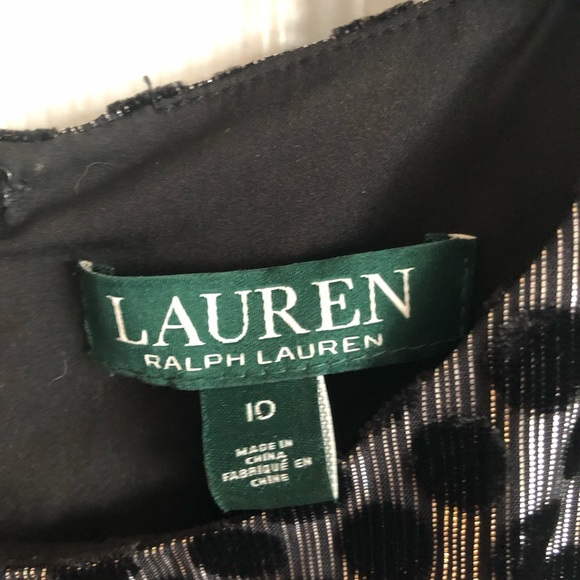 LAUREN
RALPH LAUREN
10
MADE IN
CHINA
FABRIQUÉ EN
CHINE